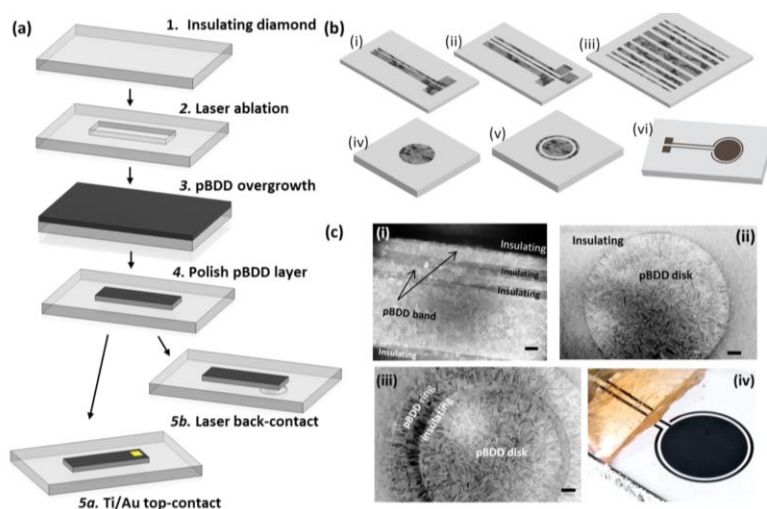 (a)
1. Insulating diamond
2. Laser ablation
3. pBDD overgrowth
4. Polish pBDD layer
5b. Laser back-contact
5a. Ti/Au top-contact
(b)
(i)
(ii)
(iii)
(iv)
(v)
(vi)
(c)
(i)
Insulating
Insulating
Insulating
pBDD band
Insulating
(ii)
Insulating
pBDD disk
(iii)
pBDD ring
Insulating
pBDD disk
(iv)